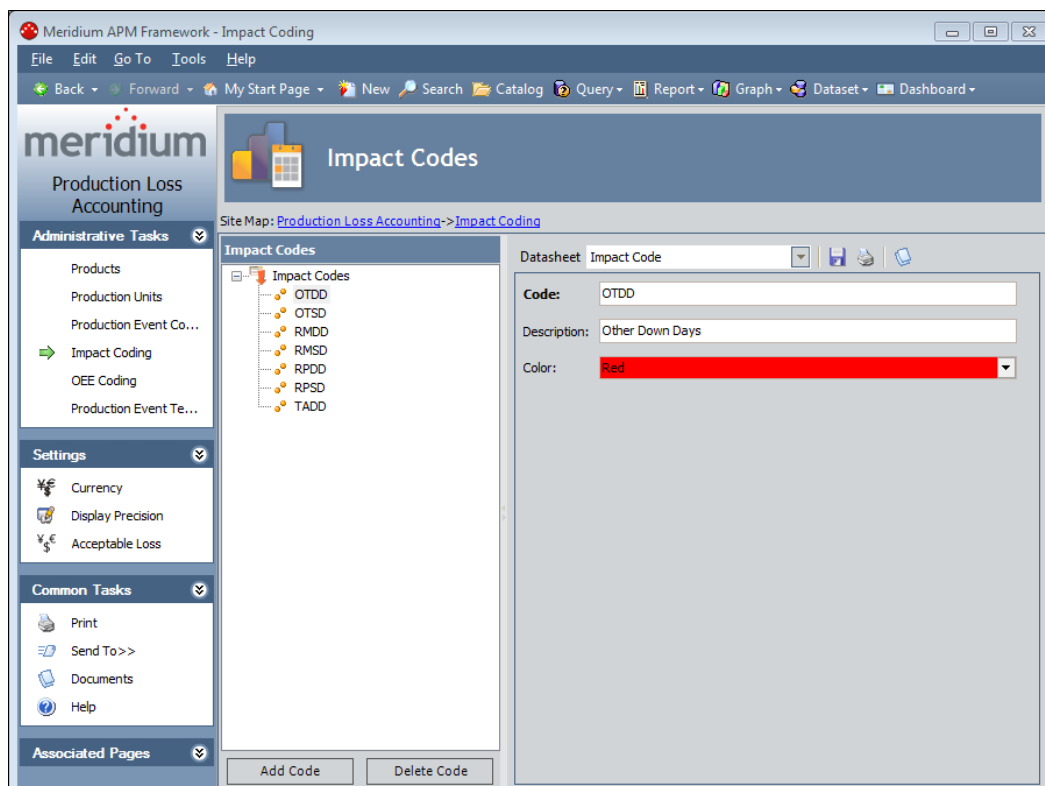 Meridium APM Framework - Impact Coding
File Edit Go To Tools Help
Back Forward My Start Page New Search Catalog Query Report Graph Dataset Dashboard
meridium
Production Loss
Accounting
Impact Codes
Site Map: Production Loss Accounting->Impact Coding
Administrative Tasks
Products
Production Units
Production Event Co...
Impact Coding
OEE Coding
Production Event Te...
Settings
Currency
Display Precision
Acceptable Loss
Common Tasks
Print
Send To>>
Documents
Help
Associated Pages
Impact Codes
Impact Codes
OTDD
OTSD
RMDD
RMSD
RPDD
RPSD
TADD
Add Code Delete Code
Datasheet Impact Code
Code: OTDD
Description: Other Down Days
Color: Red